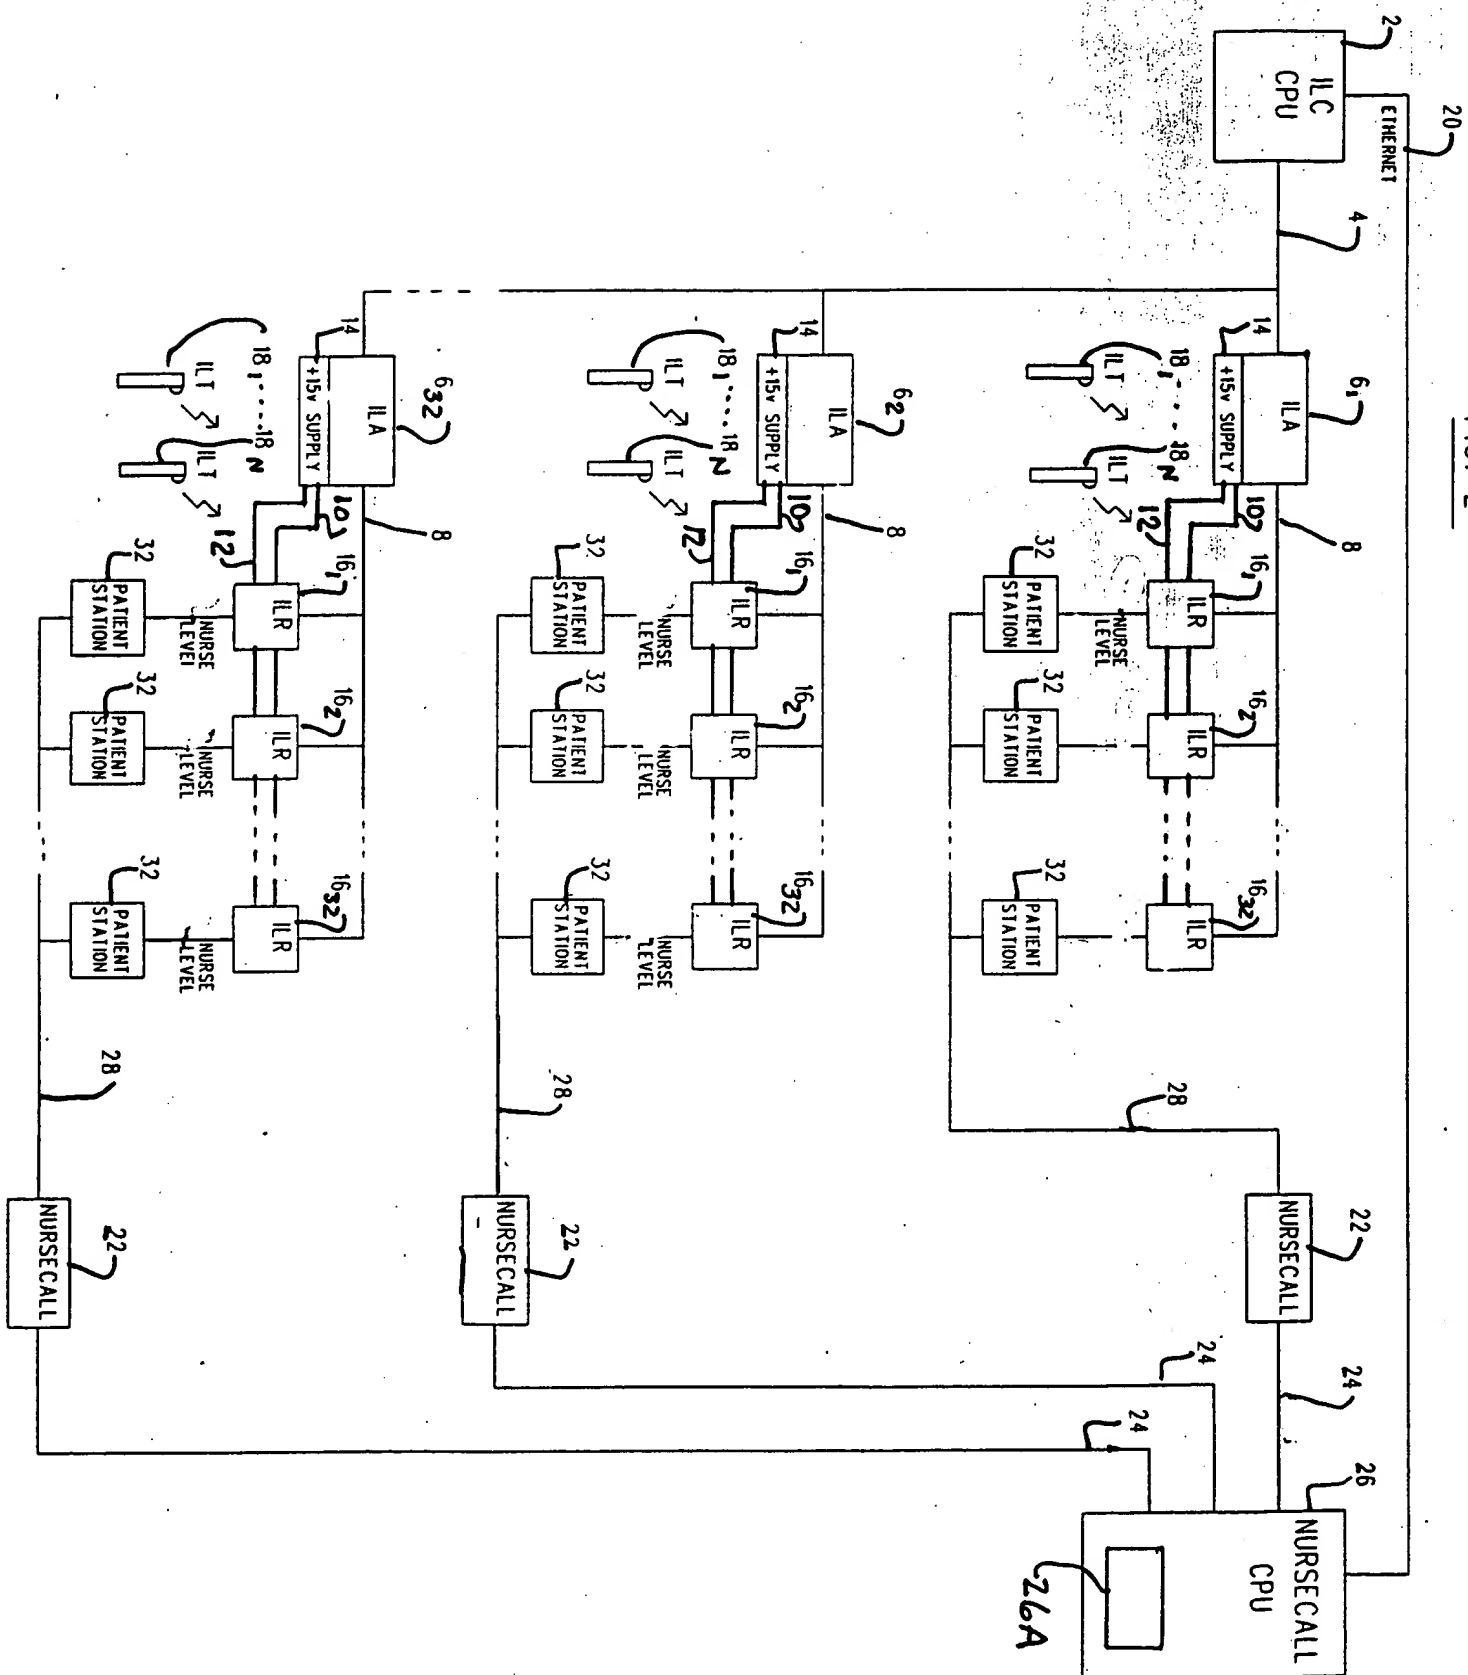 20
ETHERNET
2
ILC
CPU
4
6₁
ILA
14
+15v SUPPLY
8
18₁....18N
ILT
ILT
10
12
16₁
ILR
16₂
ILR
16₃₂
ILR
NURSE
LEVEL
32
PATIENT
STATION
32
PATIENT
STATION
32
PATIENT
STATION
28
22
NURSECALL
24
26
NURSECALL
CPU
26A
6₂
ILA
14
+15v SUPPLY
8
18₁....18N
ILT
ILT
10
12
16₁
ILR
16₂
ILR
16₃₂
ILR
NURSE
LEVEL
NURSE
LEVEL
NURSE
LEVEL
32
PATIENT
STATION
32
PATIENT
STATION
32
PATIENT
STATION
28
22
NURSECALL
24
6₃₂
ILA
14
+15v SUPPLY
8
18₁.....18N
ILT
ILT
10
12
16₁
ILR
16₂
ILR
16₃₂
ILR
NURSE
LEVEL
NURSE
LEVEL
NURSE
LEVEL
32
PATIENT
STATION
32
PATIENT
STATION
32
PATIENT
STATION
28
22
NURSECALL
24